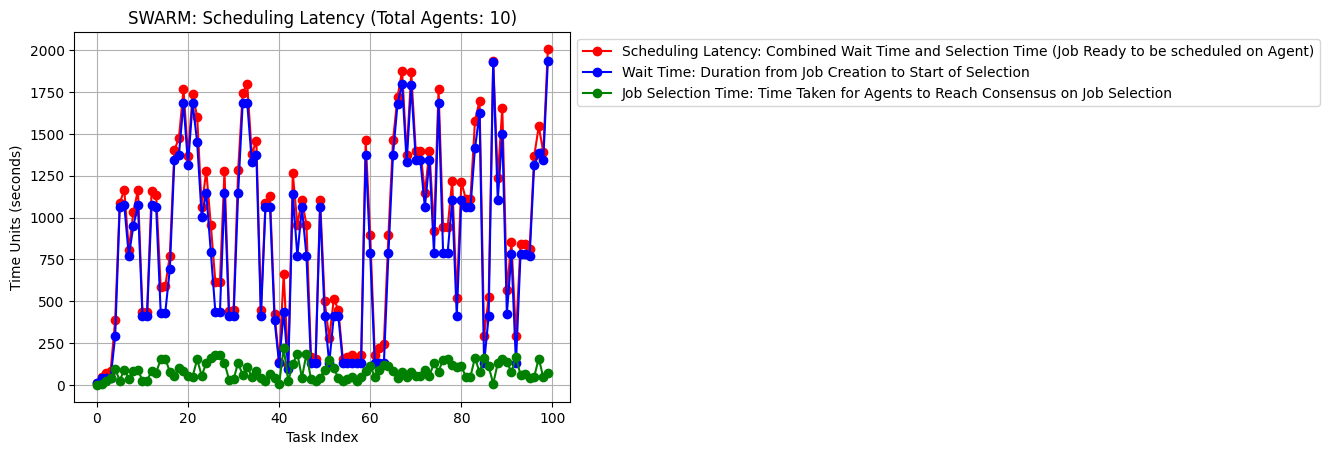 SWARM: Scheduling Latency (Total Agents: 10)
Scheduling Latency: Combined Wait Time and Selection Time (Job Ready to be scheduled on Agent)
Wait Time: Duration from Job Creation to Start of Selection
Job Selection Time: Time Taken for Agents to Reach Consensus on Job Selection
Time Units (seconds)
2000
1750
1500
1250
1000
750
500
250
0
0 20 40 60 80 100
Task Index